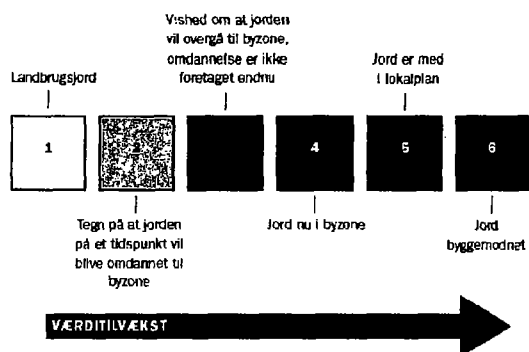 Vished om at jorden
vil overgå til byzone,
omdannelse er ikke
foretaget endnu
Landbrugsjord
Jord er med
i lokalplan
1
2
4
5
6
Tegn på at jorden
på et tidspunkt vil
blive omdannet til
byzone
Jord nu i byzone
Jord
byggemodnet
VÆRDITILVÆKST